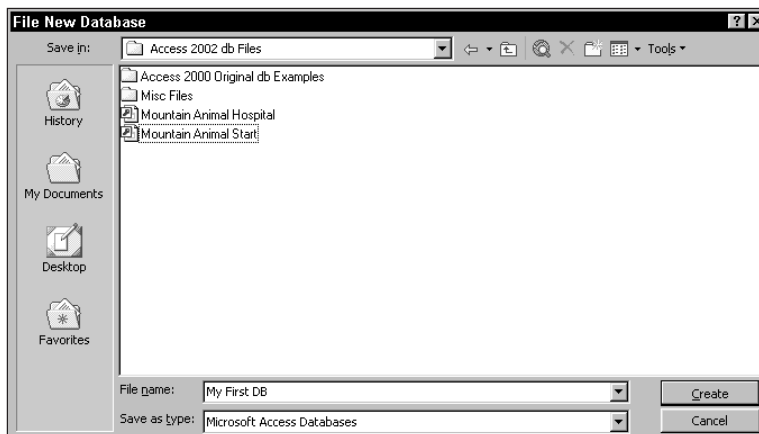 File New Database
Save in:
Access 2002 db Files
Tools
Access 2000 Original db Examples
Misc Files
Mountain Animal Hospital
Mountain Animal Start
History
My Documents
Desktop
Favorites
File name:
My First DB
Create
Save as type:
Microsoft Access Databases
Cancel